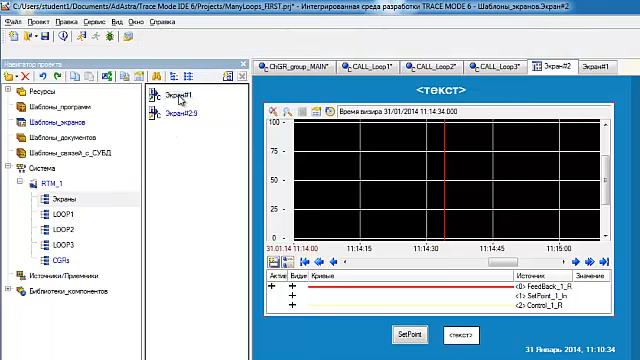 C:/Users/student1/Documents/AdAstra/Trace Mode IDE 6/Projects/ManyLoops_FIRST.prj* - Интегрированная среда разработки TRACE MODE 6 - Шаблоны_экранов.Экран#2
Файл Проект Правка Сервис Вид Окно Справка
Навигатор проекта
Ресурсы
Шаблоны_программ
Шаблоны_экранов
Шаблоны_документов
Шаблоны_связей_с_СУБД
Система
RTM_1
Экраны
LOOP1
LOOP2
LOOP3
CGRs
Источники/Приемники
Библиотеки_компонентов
Экран#1
Экран#2:9
ChGR_group_MAIN*
CALL_Loop1*
CALL_Loop2*
CALL_Loop3*
Экран#2
Экран#1*
<текст>
Время визира 31/01/2014 11:14:34.000
100
75
50
25
0
31.01.14 11:14:00 11:14:15 11:14:30 11:14:45 11:15:00
Актив Види Кривые Источник Значение
<0> FeedBack_1_R
<1> SetPoint_1_In
<2> Control_1_R
SetPoint
<текст>
31 Январь 2014, 11:10:34